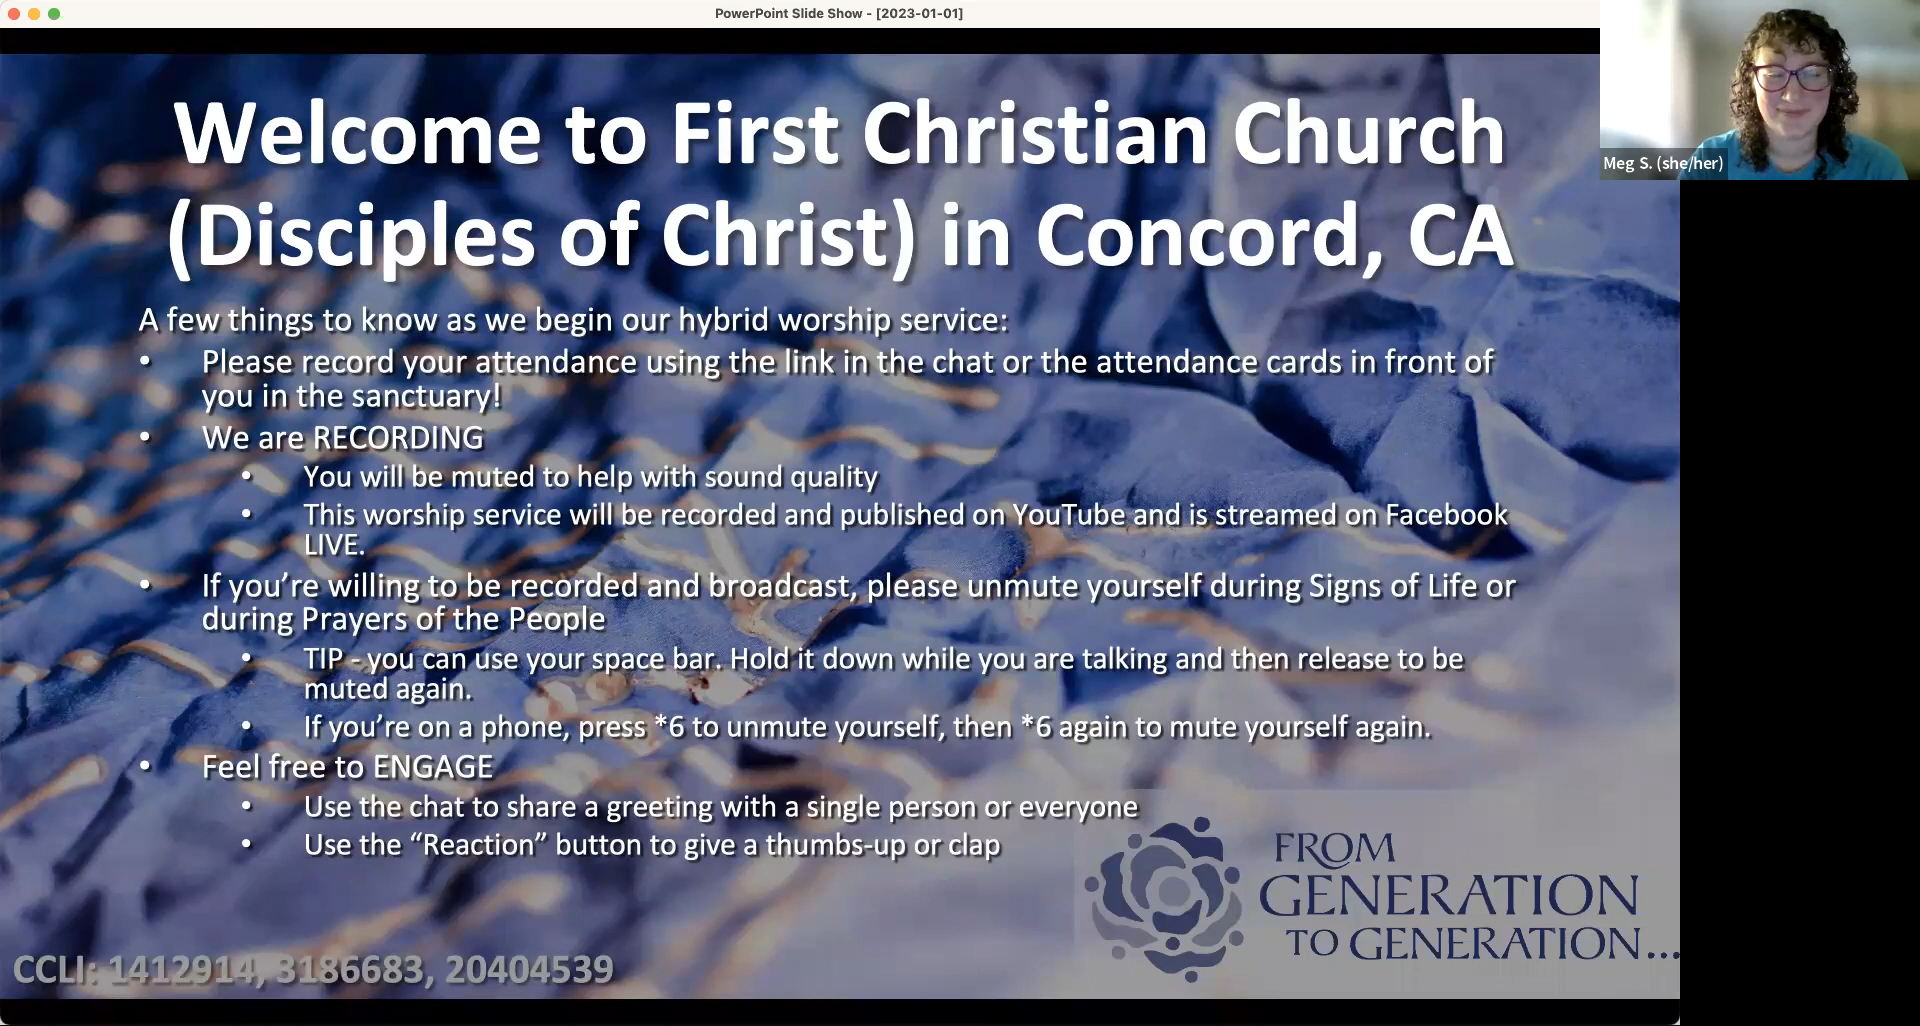 PowerPoint Slide Show - [2023-01-01]
Welcome to First Christian Church
(Disciples of Christ) in Concord, CA
A few things to know as we begin our hybrid worship service:
• Please record your attendance using the link in the chat or the attendance cards in front of
you in the sanctuary!
• We are RECORDING
• You will be muted to help with sound quality
• This worship service will be recorded and published on YouTube and is streamed on Facebook
LIVE.
• If you’re willing to be recorded and broadcast, please unmute yourself during Signs of Life or
during Prayers of the People
• TIP - you can use your space bar. Hold it down while you are talking and then release to be
muted again.
• If you’re on a phone, press *6 to unmute yourself, then *6 again to mute yourself again.
• Feel free to ENGAGE
• Use the chat to share a greeting with a single person or everyone
• Use the “Reaction” button to give a thumbs-up or clap
FROM
GENERATION
TO GENERATION...
CCLI: 1412914, 3186683, 20404539
Meg S. (she/her)